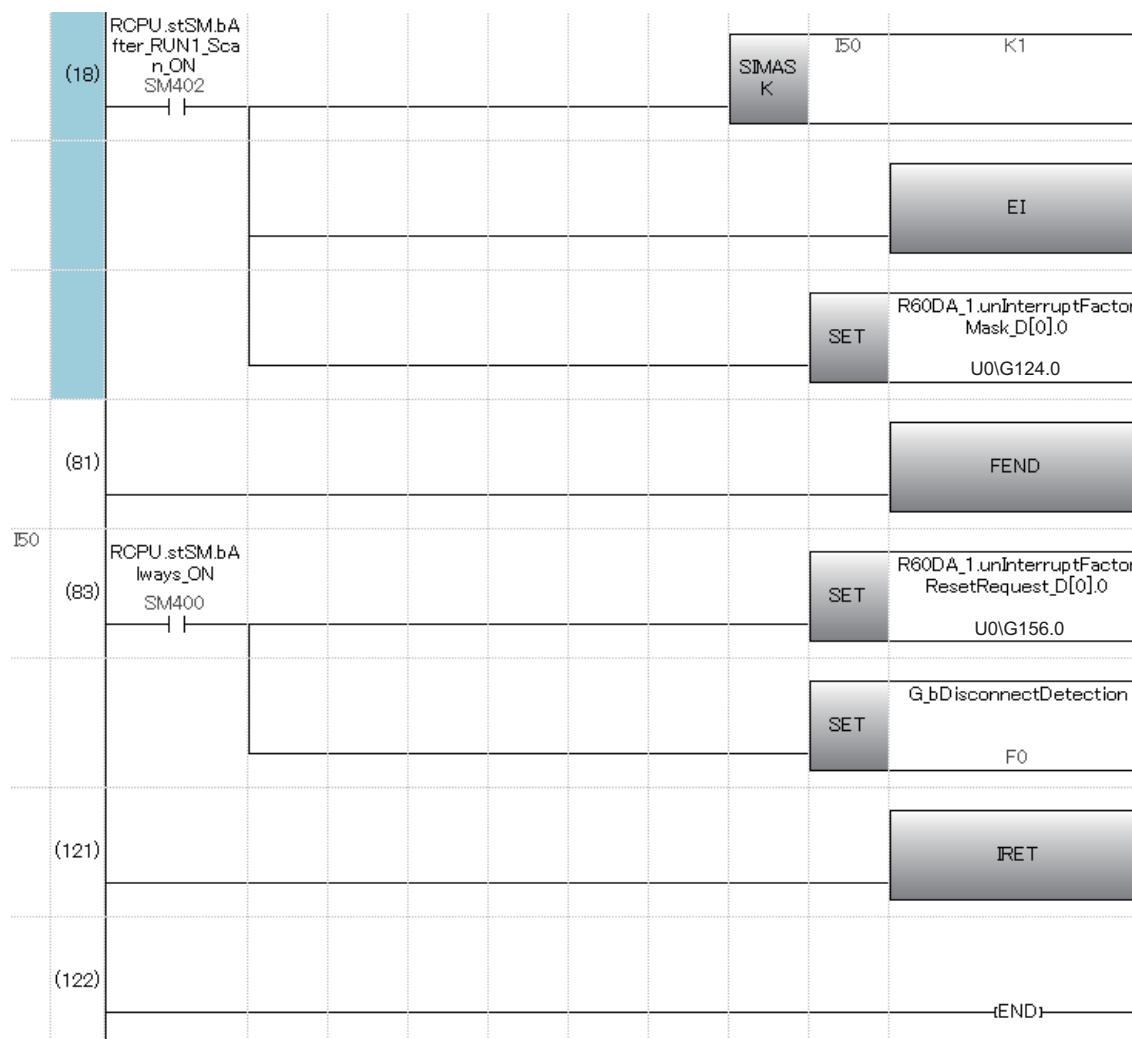 RCPU.stSM.bA
fter_RUN1_Sca
n_ON
SM402
(18)
SIMAS
K
I50
K1
EI
SET
R60DA_1.unInterruptFactor
Mask_D[0].0
U0\G124.0
(81)
FEND
I50
RCPU.stSM.bA
lways_ON
SM400
(83)
SET
R60DA_1.unInterruptFactor
ResetRequest_D[0].0
U0\G156.0
SET
G_bDisconnectDetection
F0
(121)
IRET
(122)
[END]